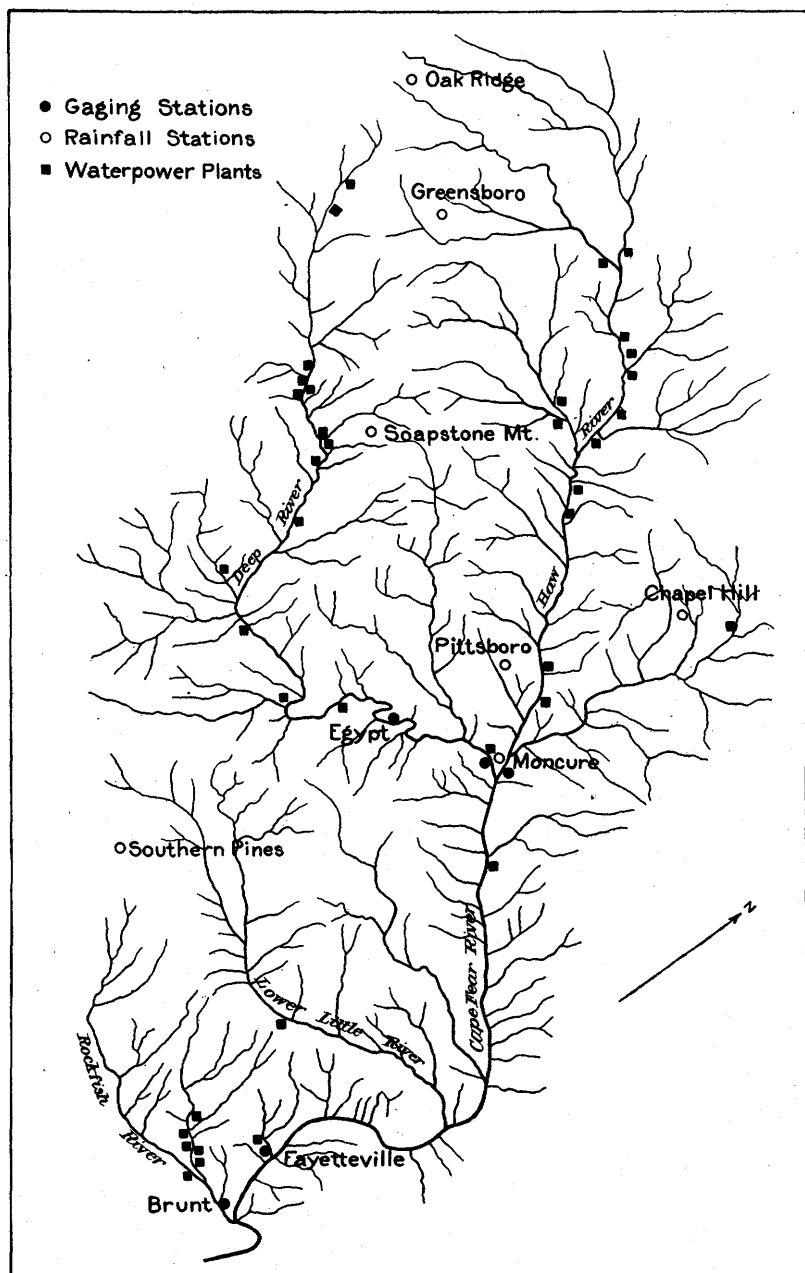 Oak Ridge
Gaging Stations
Rainfall Stations
Waterpower Plants
Greensboro
Soapstone Mt.
River
Haw
Deep River
Chapel Hill
Pittsboro
Egypt
Moncure
Southern Pines
Cape Fear River
N
Lower Little River
Rockfish River
Fayetteville
Brunt